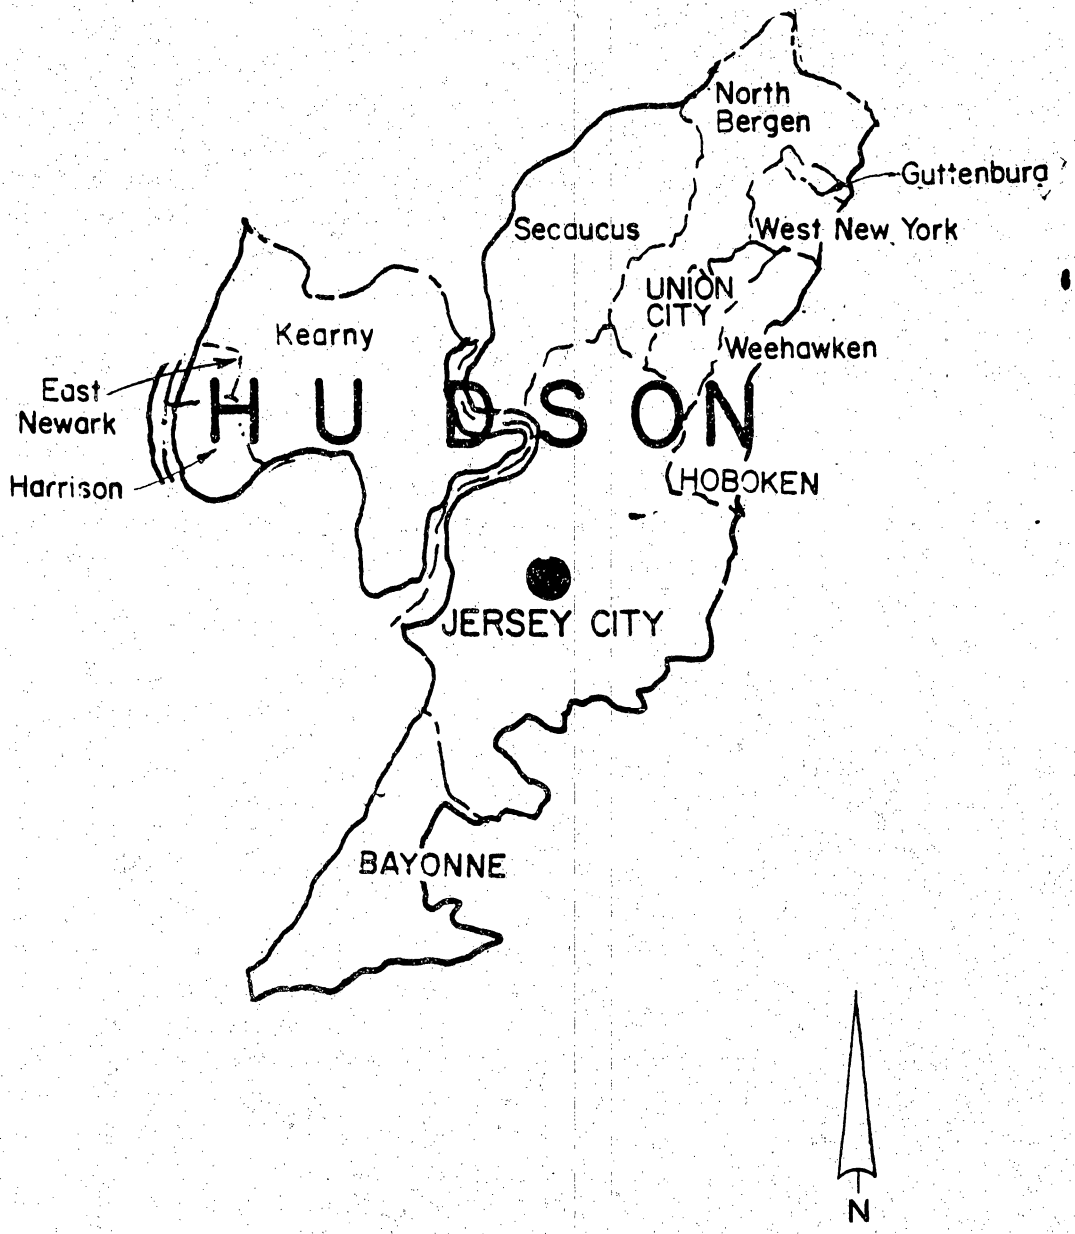 North
Bergen
Guttenburg
Secaucus
West New York
UNION
CITY
Kearny
Weehawken
East
Newark
HUDSON
Harrison
HOBOKEN
JERSEY CITY
BAYONNE
N